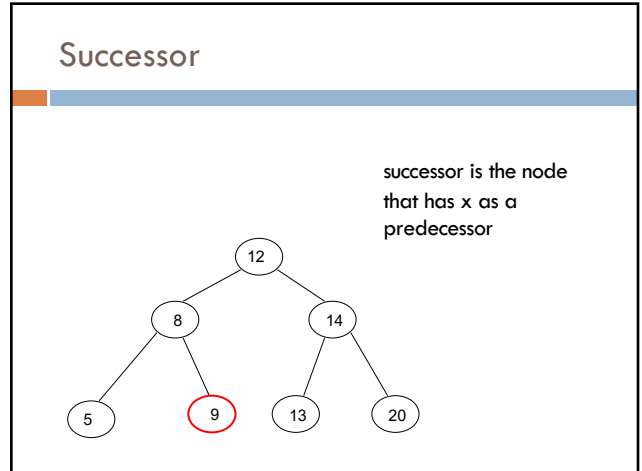 Successor
successor is the node
that has x as a
predecessor
12
8 14
5 9 13 20